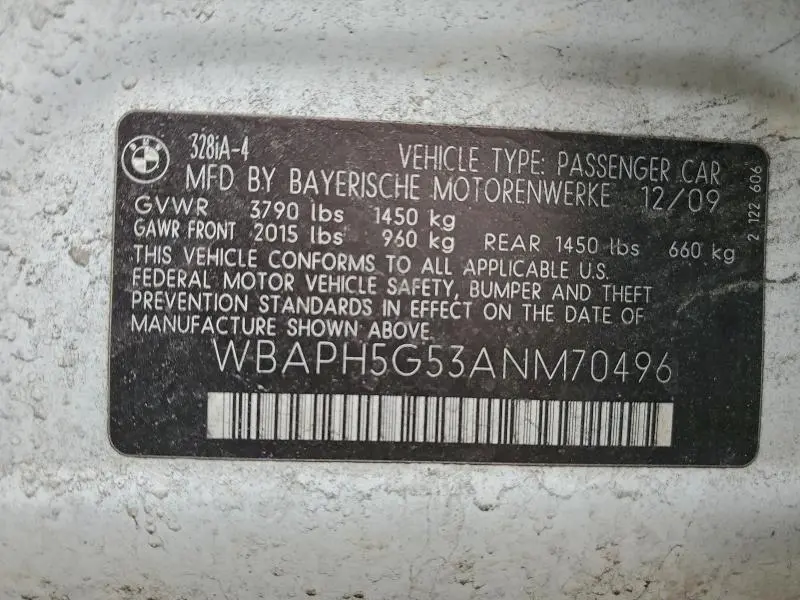 BMW
328iA-4 VEHICLE TYPE: PASSENGER CAR
MFD BY BAYERISCHE MOTORENWERKE 12/09
GVWR 3790 lbs 1450 kg
GAWR FRONT 2015 lbs 960 kg REAR 1450 lbs 660 kg
THIS VEHICLE CONFORMS TO ALL APPLICABLE U.S.
FEDERAL MOTOR VEHICLE SAFETY, BUMPER AND THEFT
PREVENTION STANDARDS IN EFFECT ON THE DATE OF
MANUFACTURE SHOWN ABOVE.
WBAPH5G53ANM70496
2 122 606